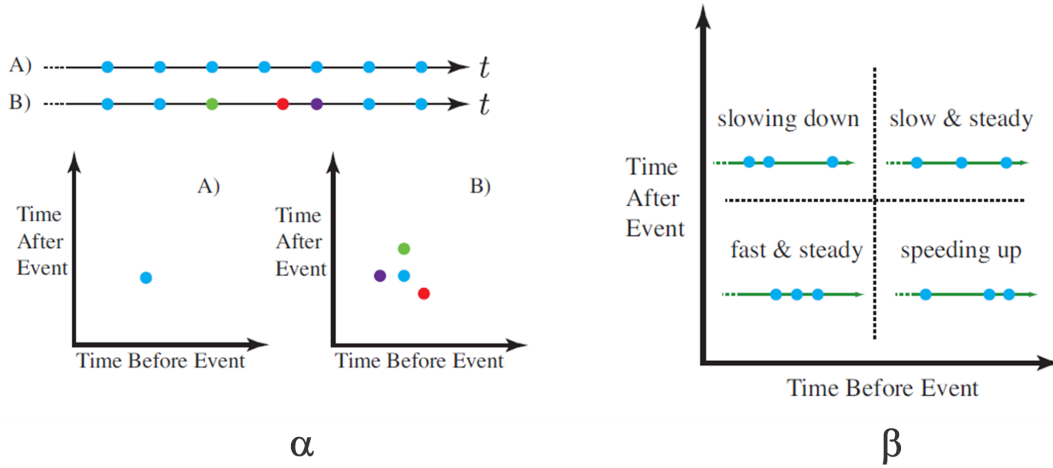 A) t
B) t
A)
Time
After
Event
Time Before Event
B)
Time
After
Event
Time Before Event
α
Time
After
Event
slowing down
slow & steady
fast & steady
speeding up
Time Before Event
β